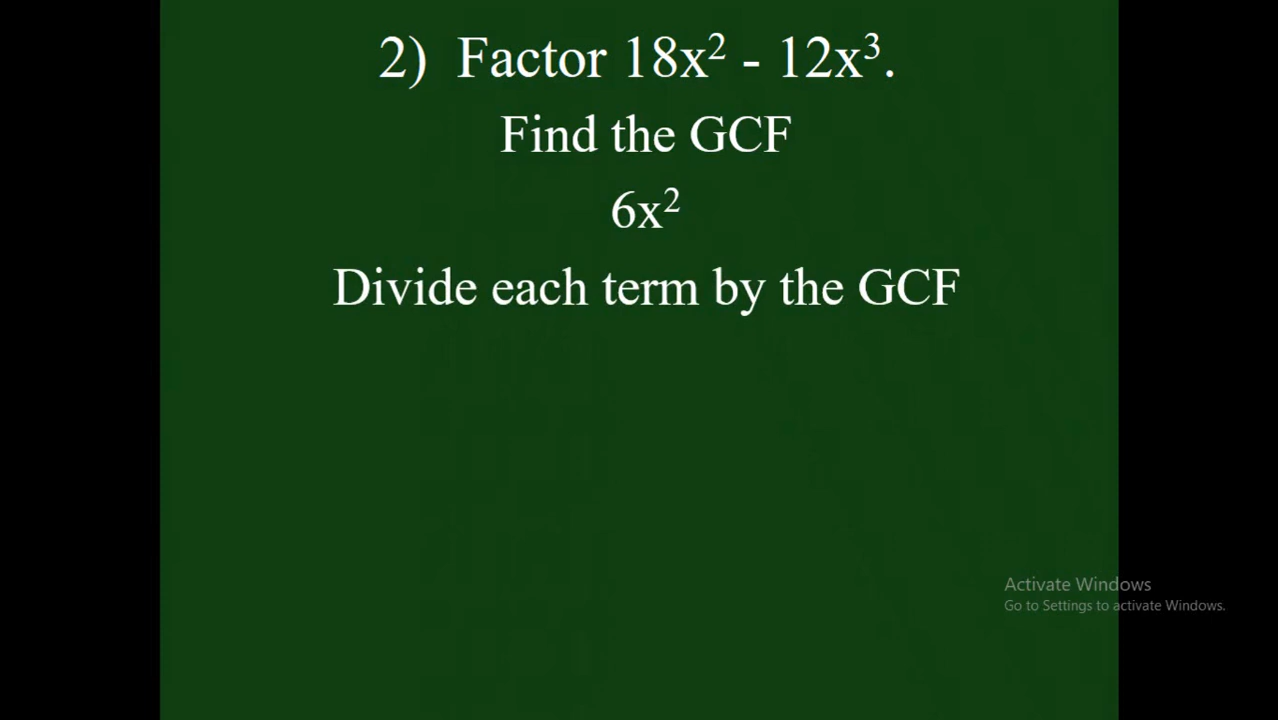 2) Factor 18x² - 12x³.
Find the GCF
6x²
Divide each term by the GCF
Activate Windows
Go to Settings to activate Windows.